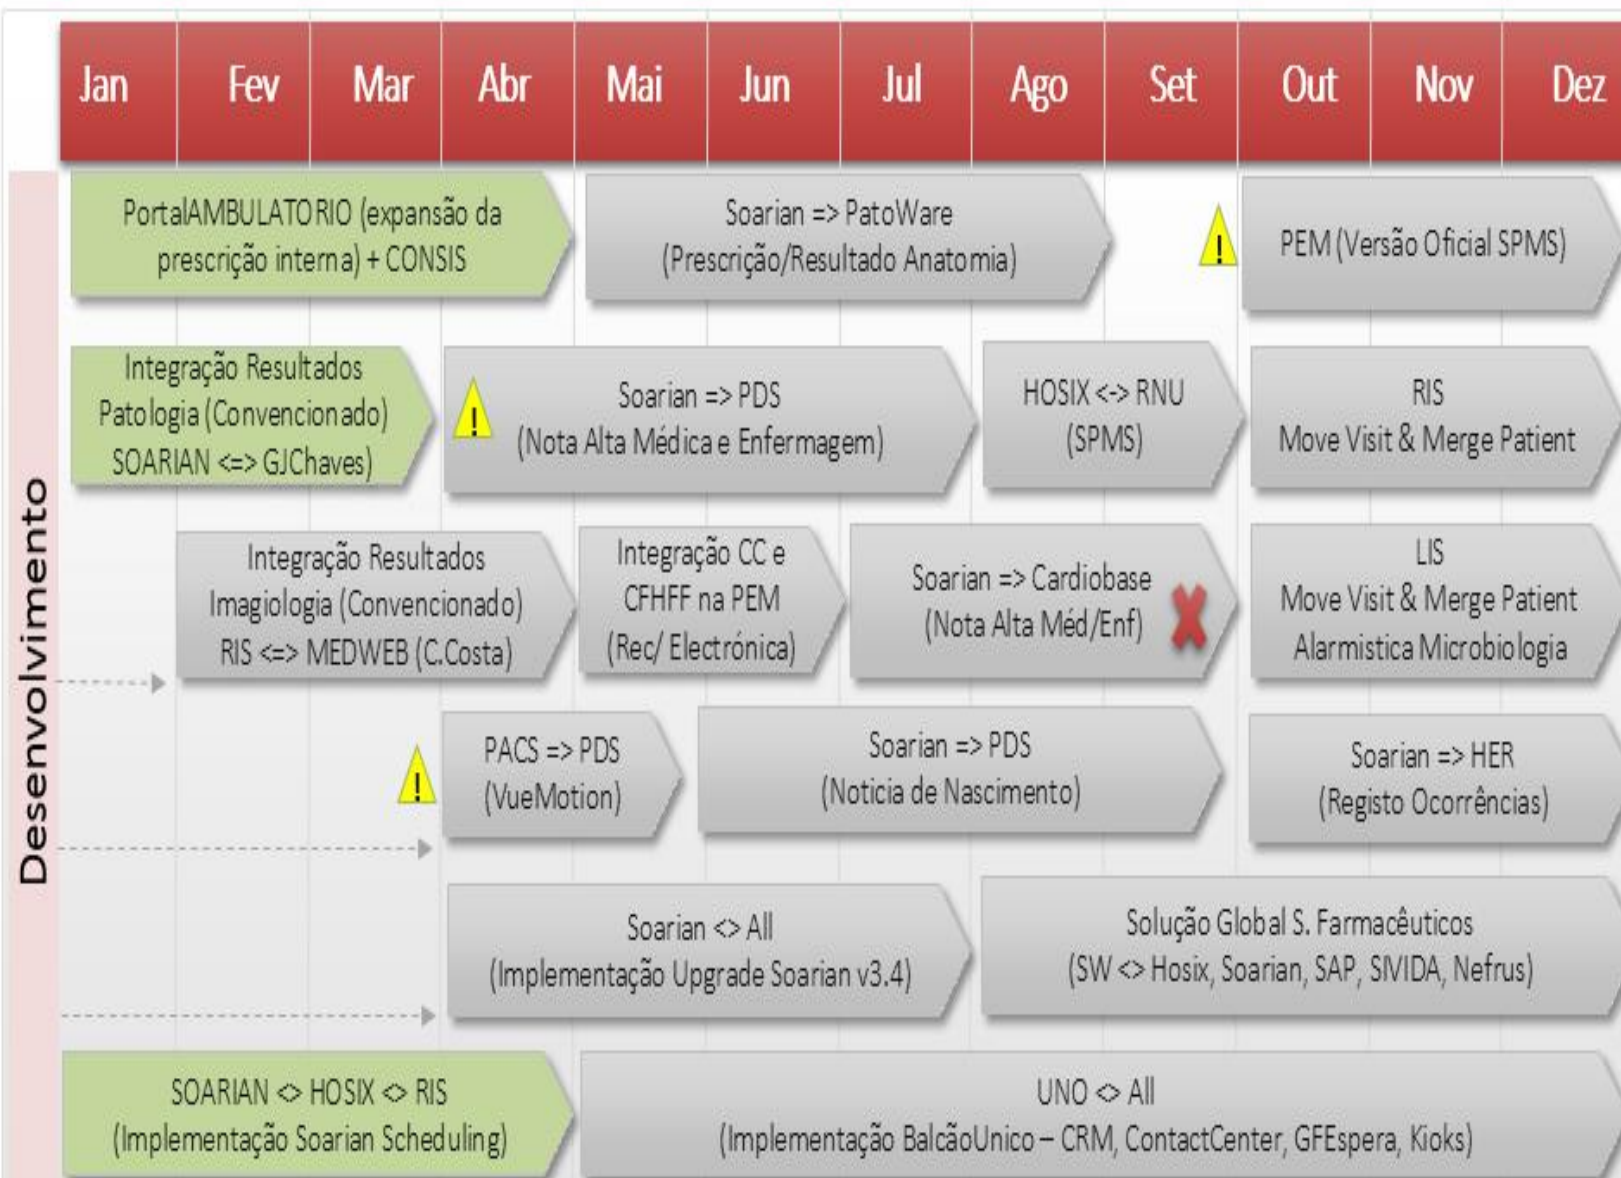 Jan Fev Mar Abr Mai Jun Jul Ago Set Out Nov Dez
Desenvolvimento
PortalAMBULATORIO (expansão da
prescrição interna) + CONSIS
Soarian => PatoWare
(Prescrição/Resultado Anatomia)
!
PEM (Versão Oficial SPMS)
Integração Resultados
Patologia (Convencionado)
SOARIAN <=> GJChaves)
!
Soarian => PDS
(Nota Alta Médica e Enfermagem)
HOSIX <-> RNU
(SPMS)
RIS
Move Visit & Merge Patient
Integração Resultados
Imagiologia (Convencionado)
RIS <=> MEDWEB (C.Costa)
Integração CC e
CFHFF na PEM
(Rec/ Electrónica)
Soarian => Cardiobase
(Nota Alta Méd/Enf)
LIS
Move Visit & Merge Patient
Alarmistica Microbiologia
!
PACS => PDS
(VueMotion)
Soarian => PDS
(Noticia de Nascimento)
Soarian => HER
(Registo Ocorrências)
Soarian <> All
(Implementação Upgrade Soarian v3.4)
Solução Global S. Farmacêuticos
(SW <> Hosix, Soarian, SAP, SIVIDA, Nefrus)
SOARIAN <> HOSIX <> RIS
(Implementação Soarian Scheduling)
UNO <> All
(Implementação BalcãoUnico – CRM, ContactCenter, GFEspera, Kioks)